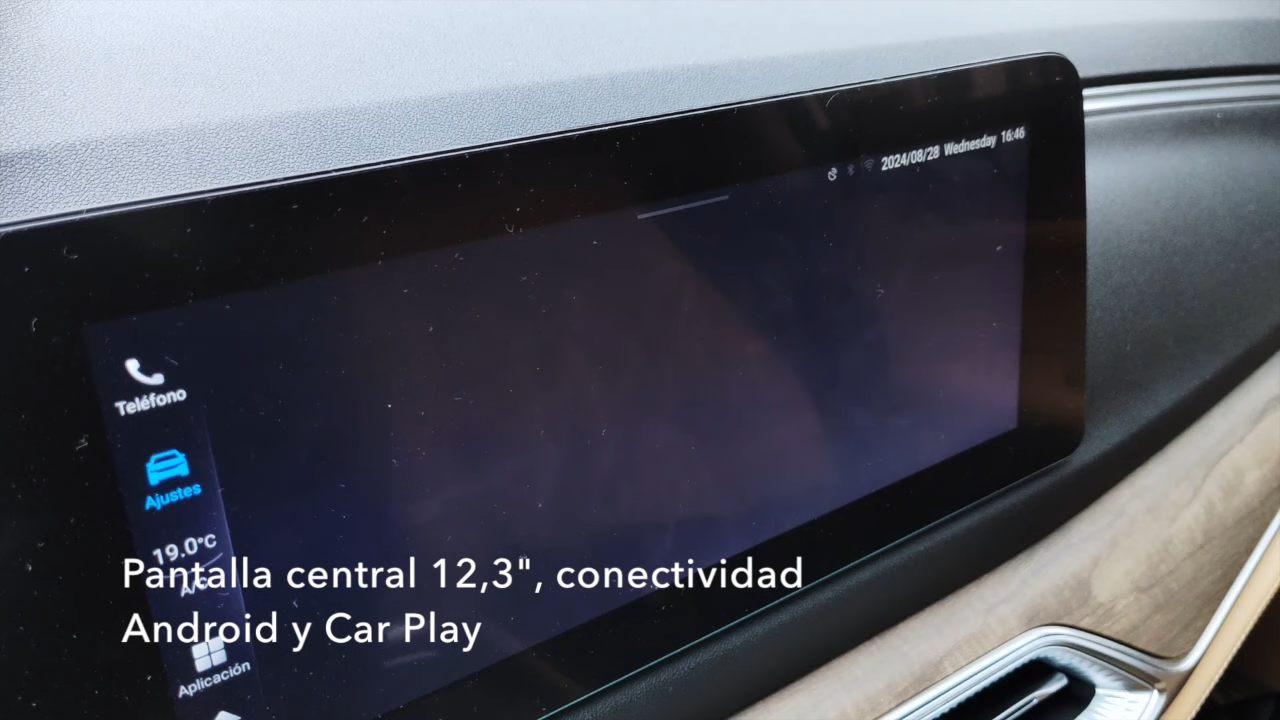 2024/08/28 Wednesday 16:46
Teléfono
Ajustes
19.0°C
A/C
Pantalla central 12,3", conectividad
Android y Car Play
Aplicación